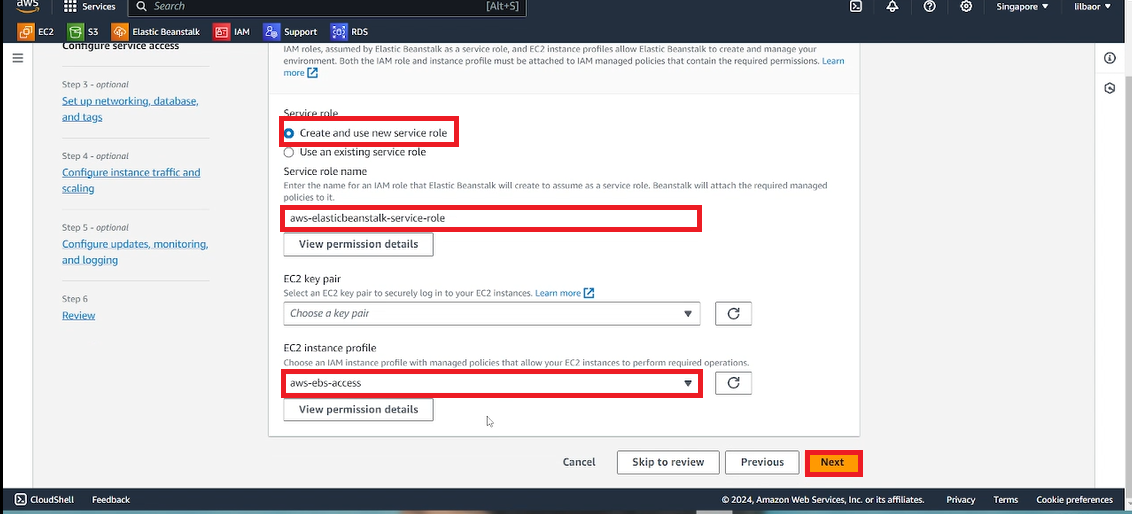 aws
Services
Search
[Alt+S]
Singapore
lilbaor
EC2
S3
Elastic Beanstalk
IAM
Support
RDS
Configure service access
Step 3 - optional
Set up networking, database,
and tags
Step 4 - optional
Configure instance traffic and
scaling
Step 5 - optional
Configure updates, monitoring,
and logging
Step 6
Review
IAM roles, assumed by Elastic Beanstalk as a service role, and EC2 instance profiles allow Elastic Beanstalk to create and manage your
environment. Both the IAM role and instance profile must be attached to IAM managed policies that contain the required permissions. Learn
more
Service role
Create and use new service role
Use an existing service role
Service role name
Enter the name for an IAM role that Elastic Beanstalk will create to assume as a service role. Beanstalk will attach the required managed
policies to it.
aws-elasticbeanstalk-service-role
View permission details
EC2 key pair
Select an EC2 key pair to securely log in to your EC2 instances. Learn more
Choose a key pair
EC2 instance profile
Choose an IAM instance profile with managed policies that allow your EC2 instances to perform required operations.
aws-ebs-access
View permission details
Cancel
Skip to review
Previous
Next
CloudShell
Feedback
© 2024, Amazon Web Services, Inc. or its affiliates.
Privacy
Terms
Cookie preferences